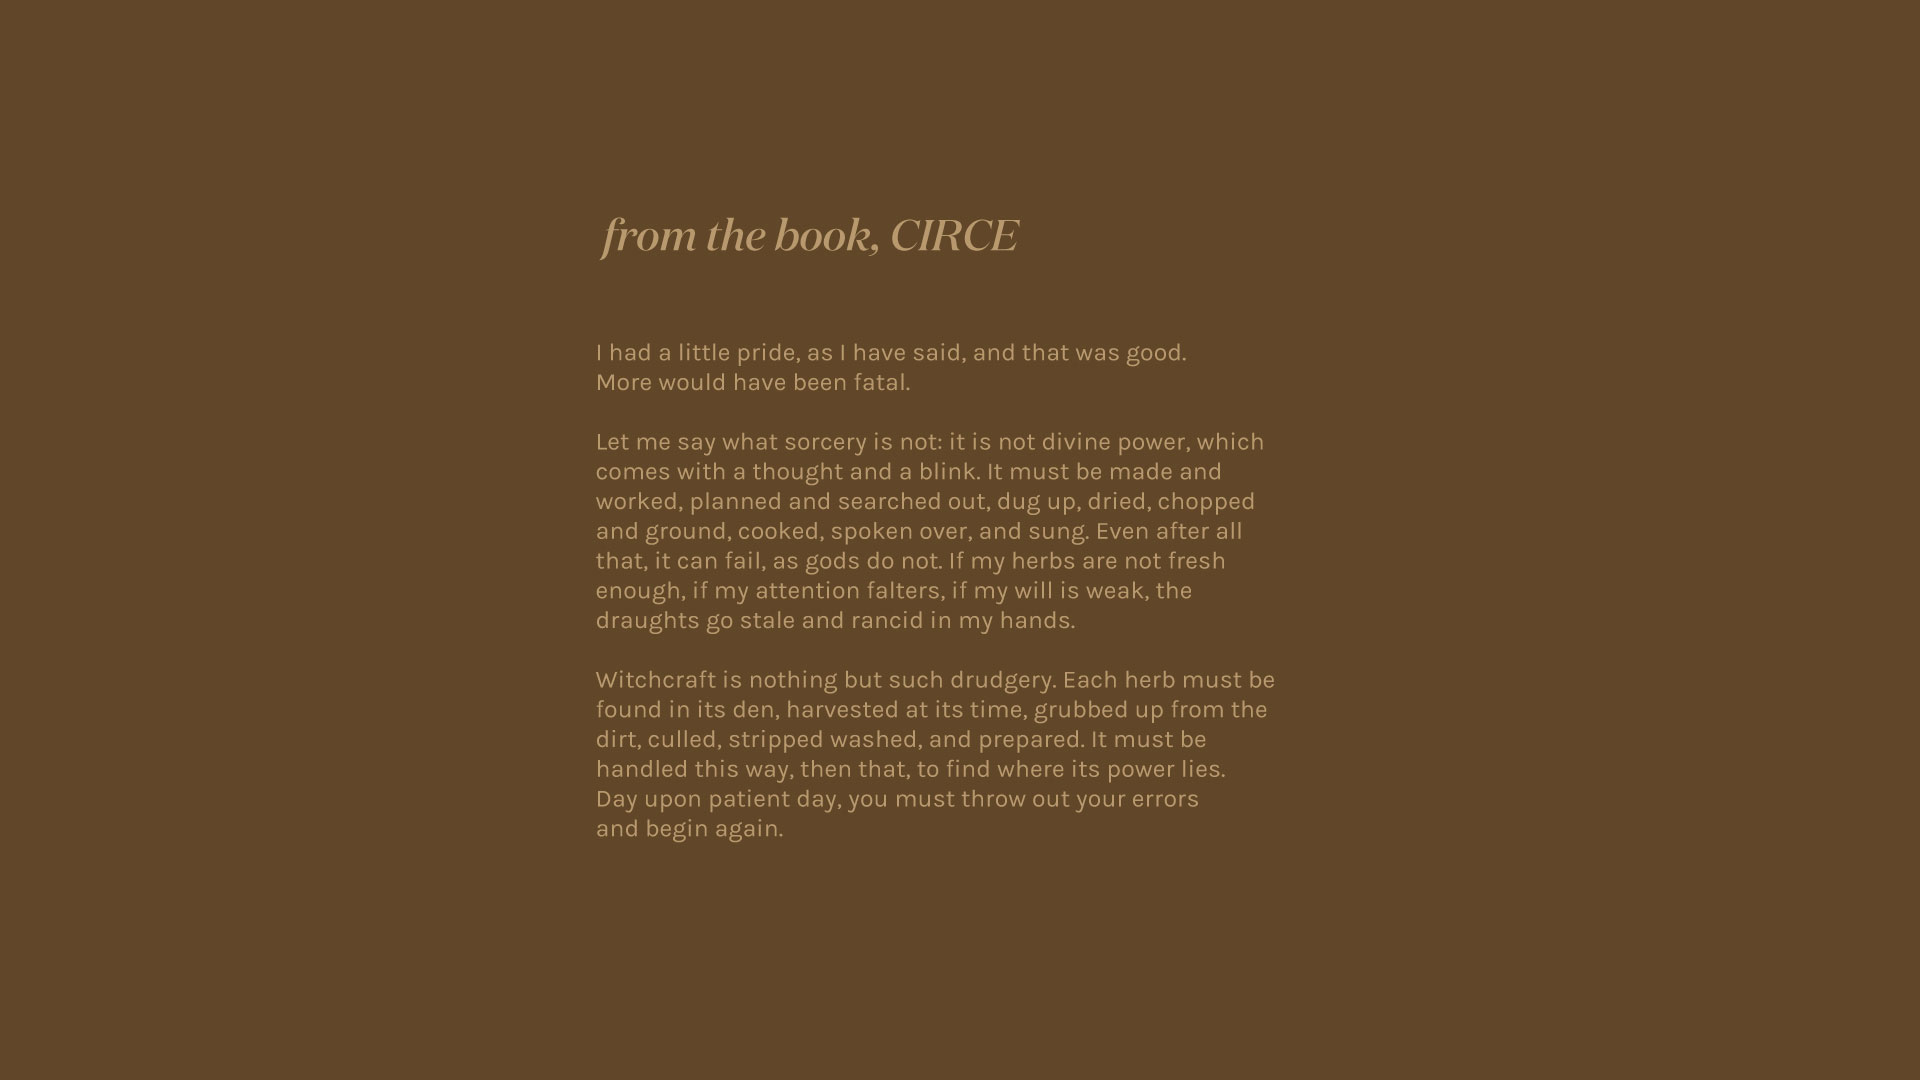 from the book, CIRCE
I had a little pride, as I have said, and that was good.
More would have been fatal.
Let me say what sorcery is not: it is not divine power, which
comes with a thought and a blink. It must be made and
worked, planned and searched out, dug up, dried, chopped
and ground, cooked, spoken over, and sung. Even after all
that, it can fail, as gods do not. If my herbs are not fresh
enough, if my attention falters, if my will is weak, the
draughts go stale and rancid in my hands.
Witchcraft is nothing but such drudgery. Each herb must be
found in its den, harvested at its time, grubbed up from the
dirt, culled, stripped washed, and prepared. It must be
handled this way, then that, to find where its power lies.
Day upon patient day, you must throw out your errors
and begin again.